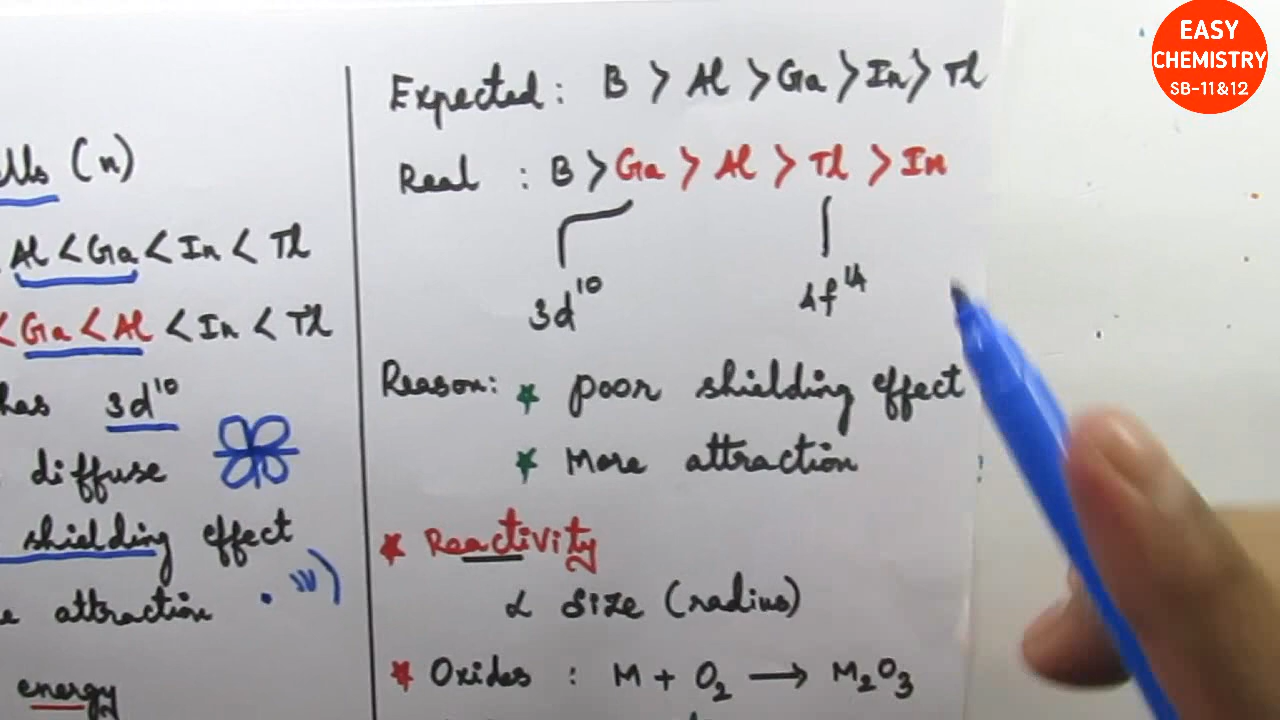 ells (n)
Al < Ga < In < Tl
< Ga < Al < In < Tl
has 3d¹⁰
diffuse
shielding effect
e attraction
energy
Expected : B > Al > Ga > In > Tl
Real : B > Ga > Al > Tl > In
3d¹⁰ 4f¹⁴
Reason: * poor shielding effect
* More attraction
* Reactivity
∝ size (radius)
* Oxides : M + O₂ ⟶ M₂O₃
EASY
CHEMISTRY
SB-11&12